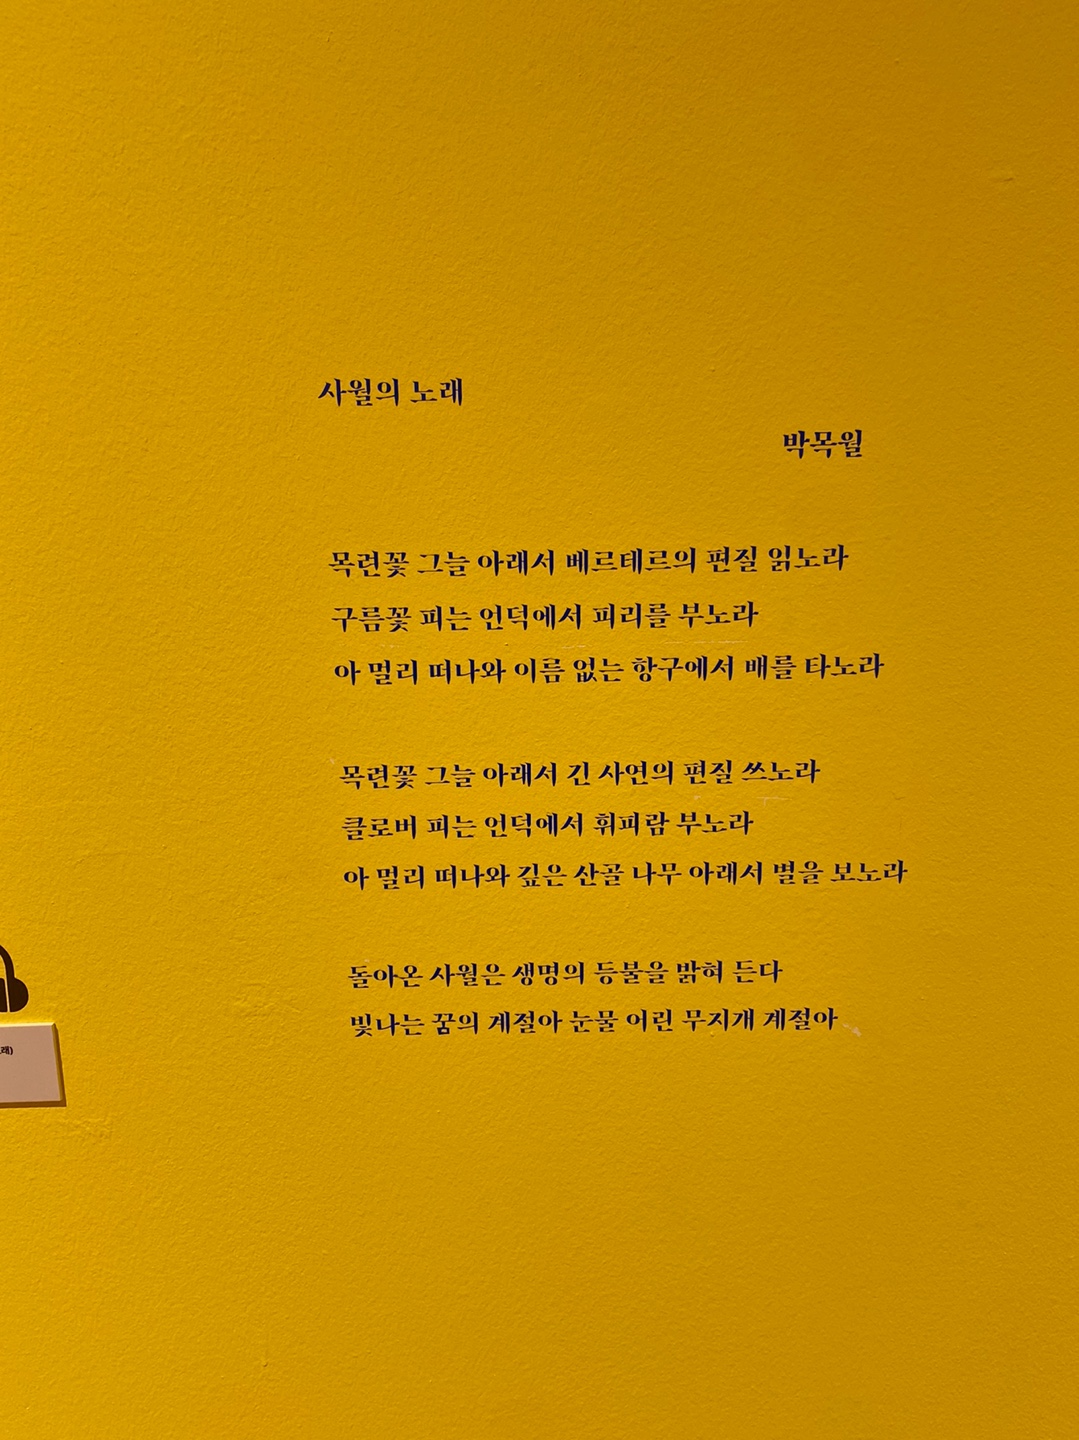 사월의 노래
박목월
목련꽃 그늘 아래서 베르테르의 편질 읽노라
구름꽃 피는 언덕에서 피리를 부노라
아 멀리 떠나와 이름 없는 항구에서 배를 타노라
목련꽃 그늘 아래서 긴 사연의 편질 쓰노라
클로버 피는 언덕에서 휘파람 부노라
아 멀리 떠나와 깊은 산골 나무 아래서 별을 보노라
돌아온 사월은 생명의 등불을 밝혀 든다
빛나는 꿈의 계절아 눈물 어린 무지개 계절아